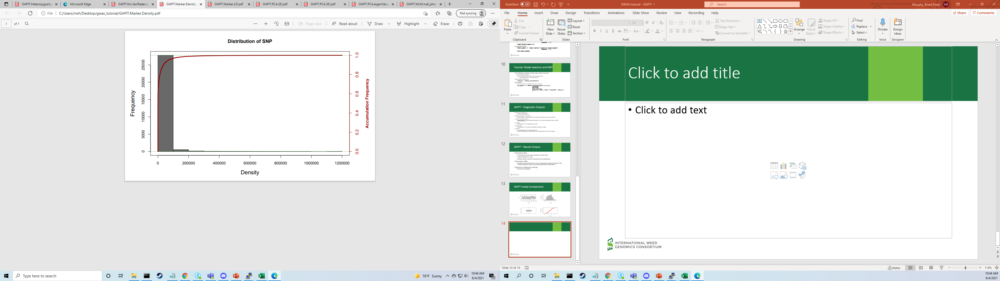 GAPIT.Heterozygosity
Microsoft Edge
GAPIT.Kin.VanRaden.p
GAPIT.Marker.Density.
GAPIT.Marker.LD.pdf
GAPIT.PCA.2D.pdf
GAPIT.PCA.3D.pdf
GAPIT.PCA.eigenValue
GAPIT.MLM.maf_phen
File
C:/Users/irish/Desktop/gwas_tutorial/GAPIT.Marker.Density.pdf
Not syncing
1 of 1
Page view
Read aloud
Draw
Highlight
Erase
Distribution of SNP
Frequency
0 5000 10000 15000 20000 25000
Accumulation Frequency
0.0 0.2 0.4 0.6 0.8 1.0
0 200000 400000 600000 800000 1000000 1200000
Density
Type here to search
76°F Sunny
10:44 AM
8/4/2021
AutoSave Off
GWAS tutorial - GAPIT
Search
Murphy, Brent Peter MB
File Home Insert Draw Design Transitions Animations Slide Show Review View Recording Help
Share
Comments
Paste
Cut
Copy
Format Painter
Clipboard
New Slide
Reuse Slides
Layout
Reset
Section
Slides
44
Font
Text Direction
Align Text
Convert to SmartArt
Paragraph
Arrange
Quick Styles
Shape Fill
Shape Outline
Shape Effects
Drawing
Find
Replace
Select
Editing
Dictate
Voice
Design Ideas
Designer
10
Tutorial: Model selection and MAF
11
GAPIT – Diagnostic Outputs
12
GAPIT – Results Output
• Manhattan plots
• Association table
13
GAPIT model comparisons
14
Click to add title
• Click to add text
INTERNATIONAL WEED
GENOMICS CONSORTIUM
Slide 14 of 14
Notes
114%
10:44 AM
8/4/2021